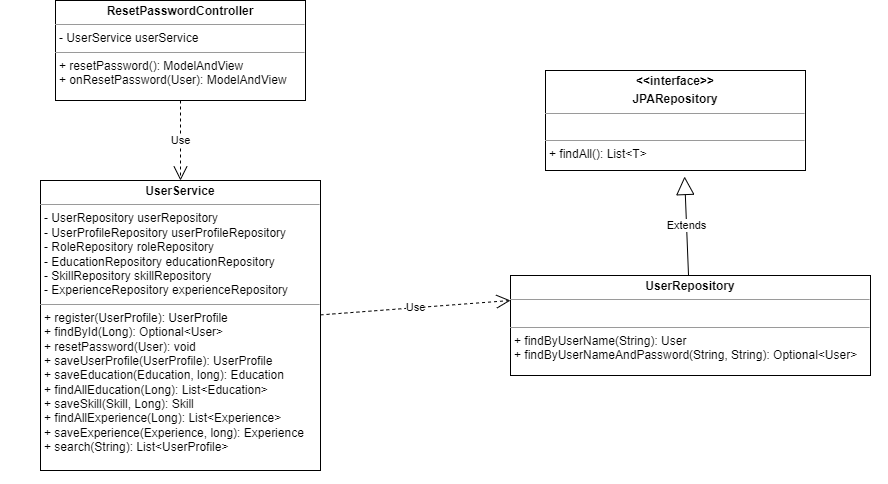 ResetPasswordController
- UserService userService
+ resetPassword(): ModelAndView
+ onResetPassword(User): ModelAndView
Use
UserService
- UserRepository userRepository
- UserProfileRepository userProfileRepository
- RoleRepository roleRepository
- EducationRepository educationRepository
- SkillRepository skillRepository
- ExperienceRepository experienceRepository
+ register(UserProfile): UserProfile
+ findById(Long): Optional<User>
+ resetPassword(User): void
+ saveUserProfile(UserProfile): UserProfile
+ saveEducation(Education, long): Education
+ findAllEducation(Long): List<Education>
+ saveSkill(Skill, Long): Skill
+ findAllExperience(Long): List<Experience>
+ saveExperience(Experience, long): Experience
+ search(String): List<UserProfile>
Use
<<interface>>
JPARepository
+ findAll(): List<T>
Extends
UserRepository
+ findByUserName(String): User
+ findByUserNameAndPassword(String, String): Optional<User>